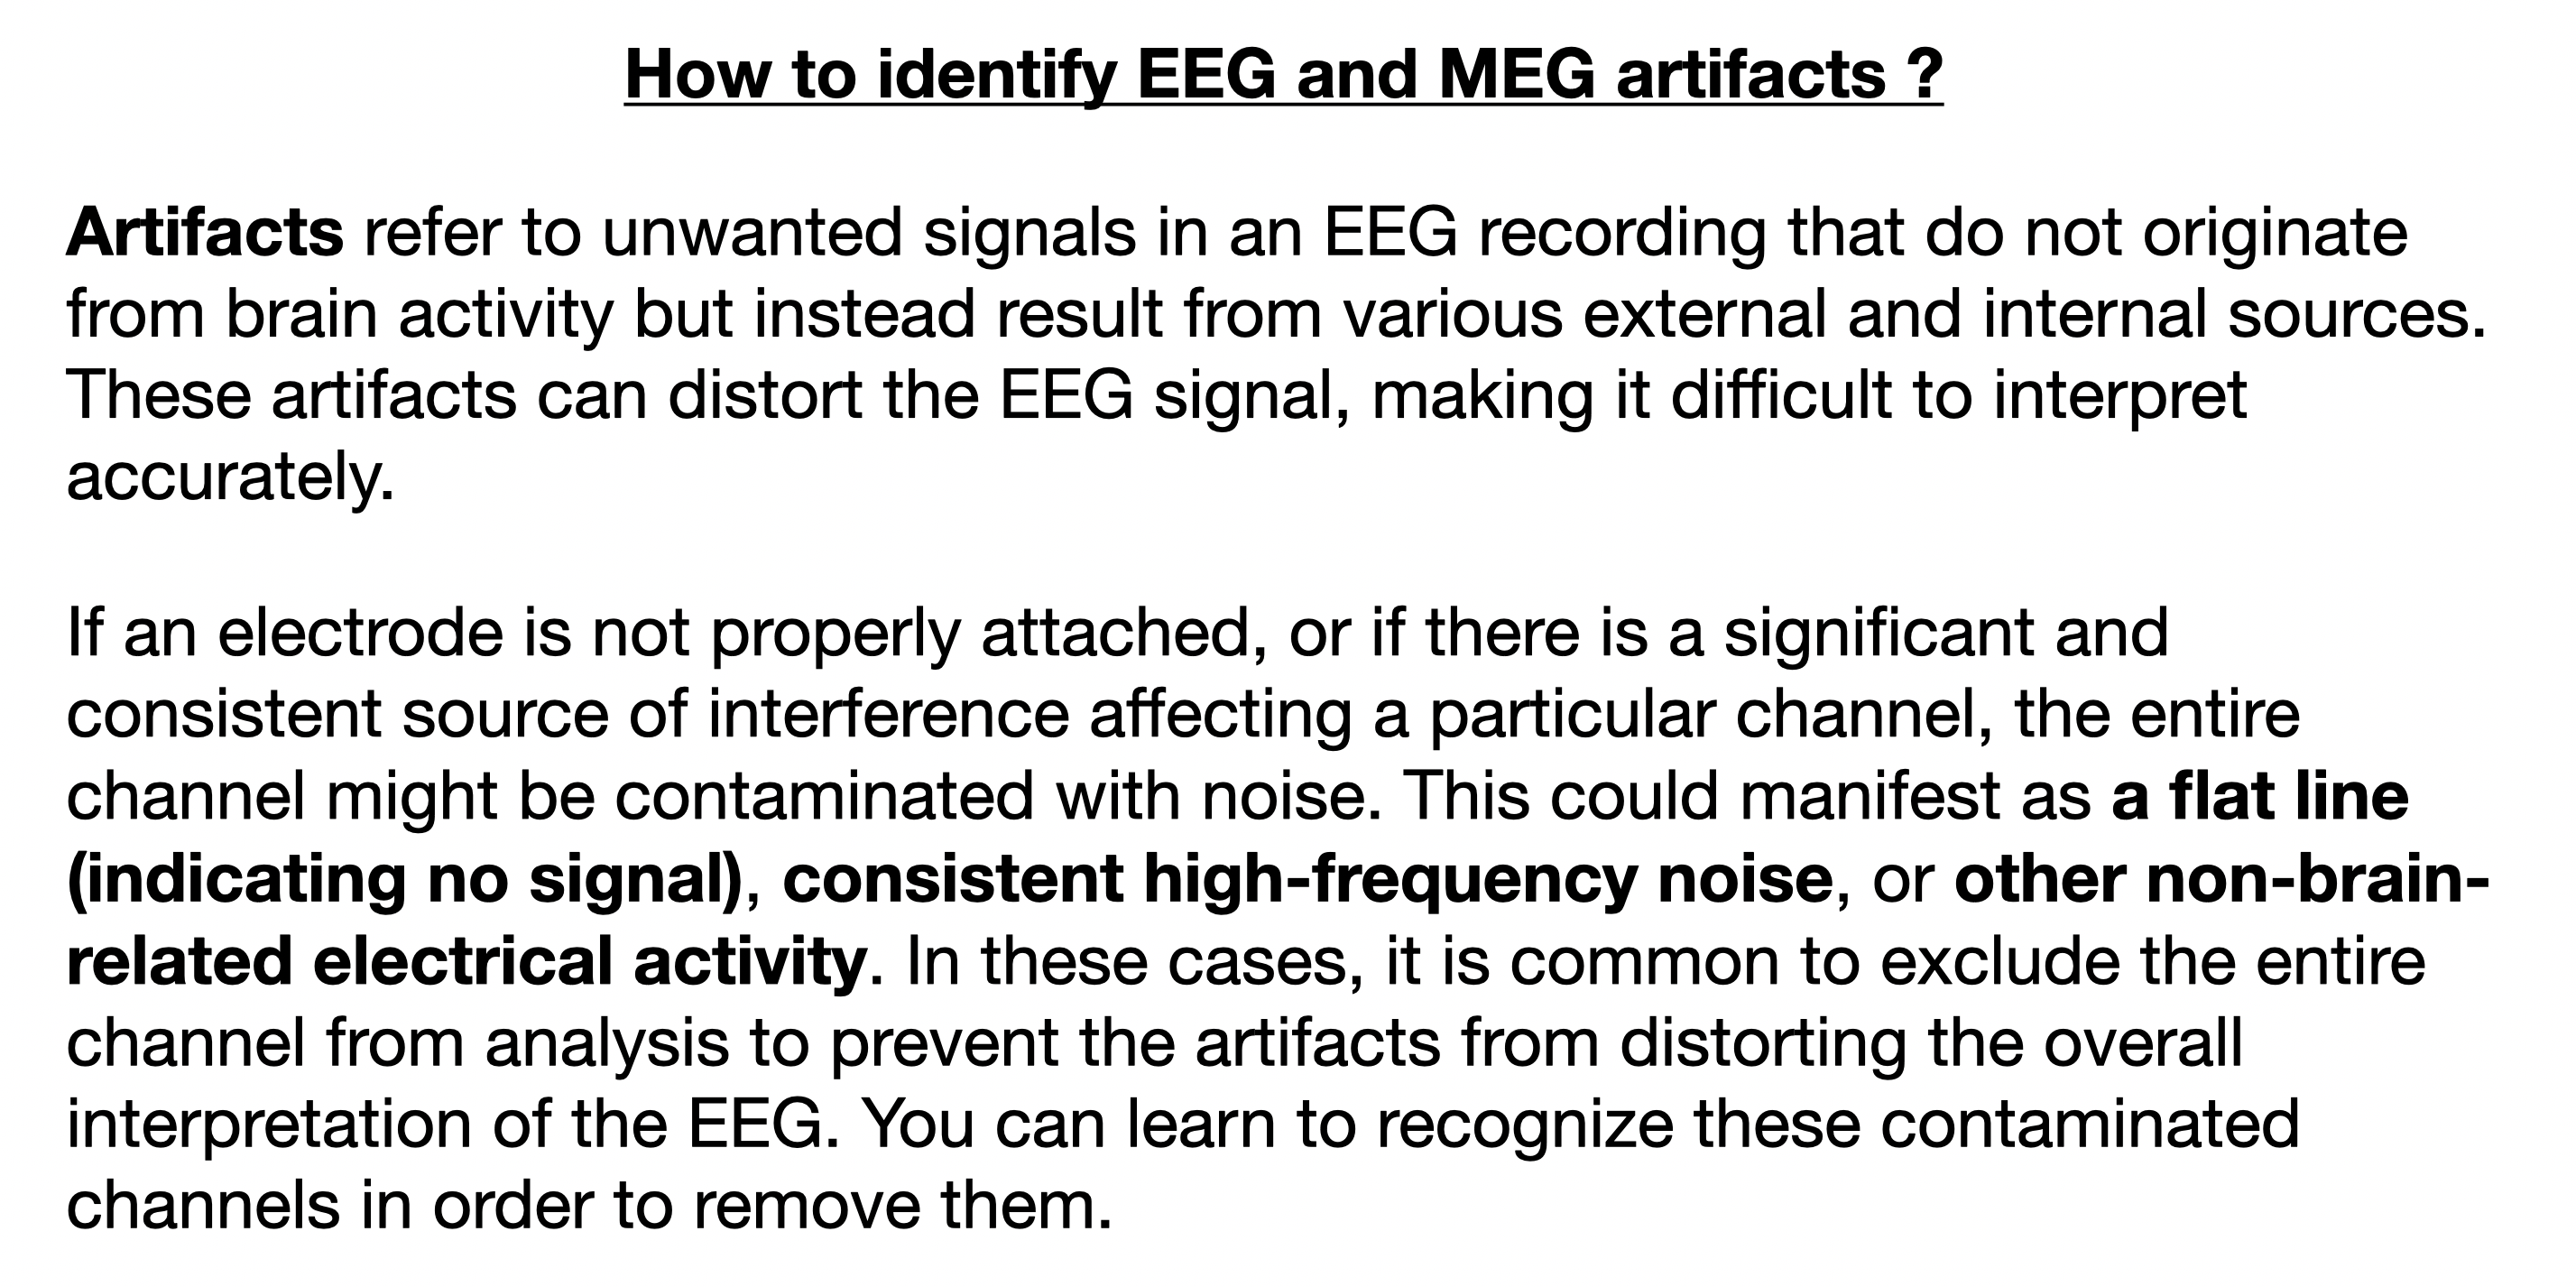 How to identify EEG and MEG artifacts ?
Artifacts refer to unwanted signals in an EEG recording that do not originate
from brain activity but instead result from various external and internal sources.
These artifacts can distort the EEG signal, making it difficult to interpret
accurately.
If an electrode is not properly attached, or if there is a significant and
consistent source of interference affecting a particular channel, the entire
channel might be contaminated with noise. This could manifest as a flat line
(indicating no signal), consistent high-frequency noise, or other non-brain-
related electrical activity. In these cases, it is common to exclude the entire
channel from analysis to prevent the artifacts from distorting the overall
interpretation of the EEG. You can learn to recognize these contaminated
channels in order to remove them.